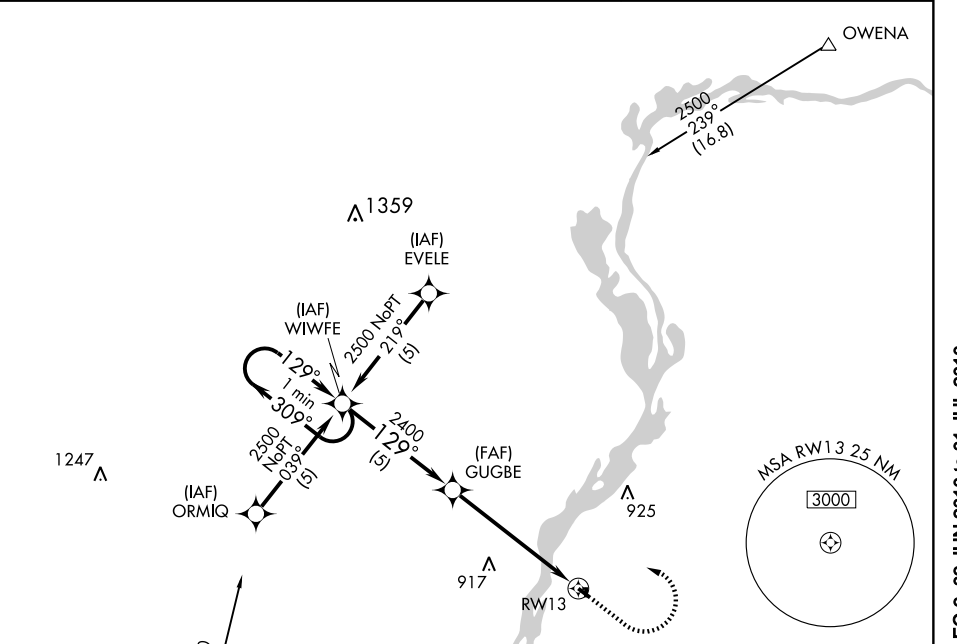 OWENA
2500
239°
(16.8)
1359
(IAF)
EVELE
(IAF)
WIWFE
2500 NoPT
219°
(5)
129°
1 min
309°
2400
129°
(5)
2500
NoPT
039°
(5)
(FAF)
GUGBE
1247
(IAF)
ORMIQ
925
917
RW13
MSA RW13 25 NM
3000